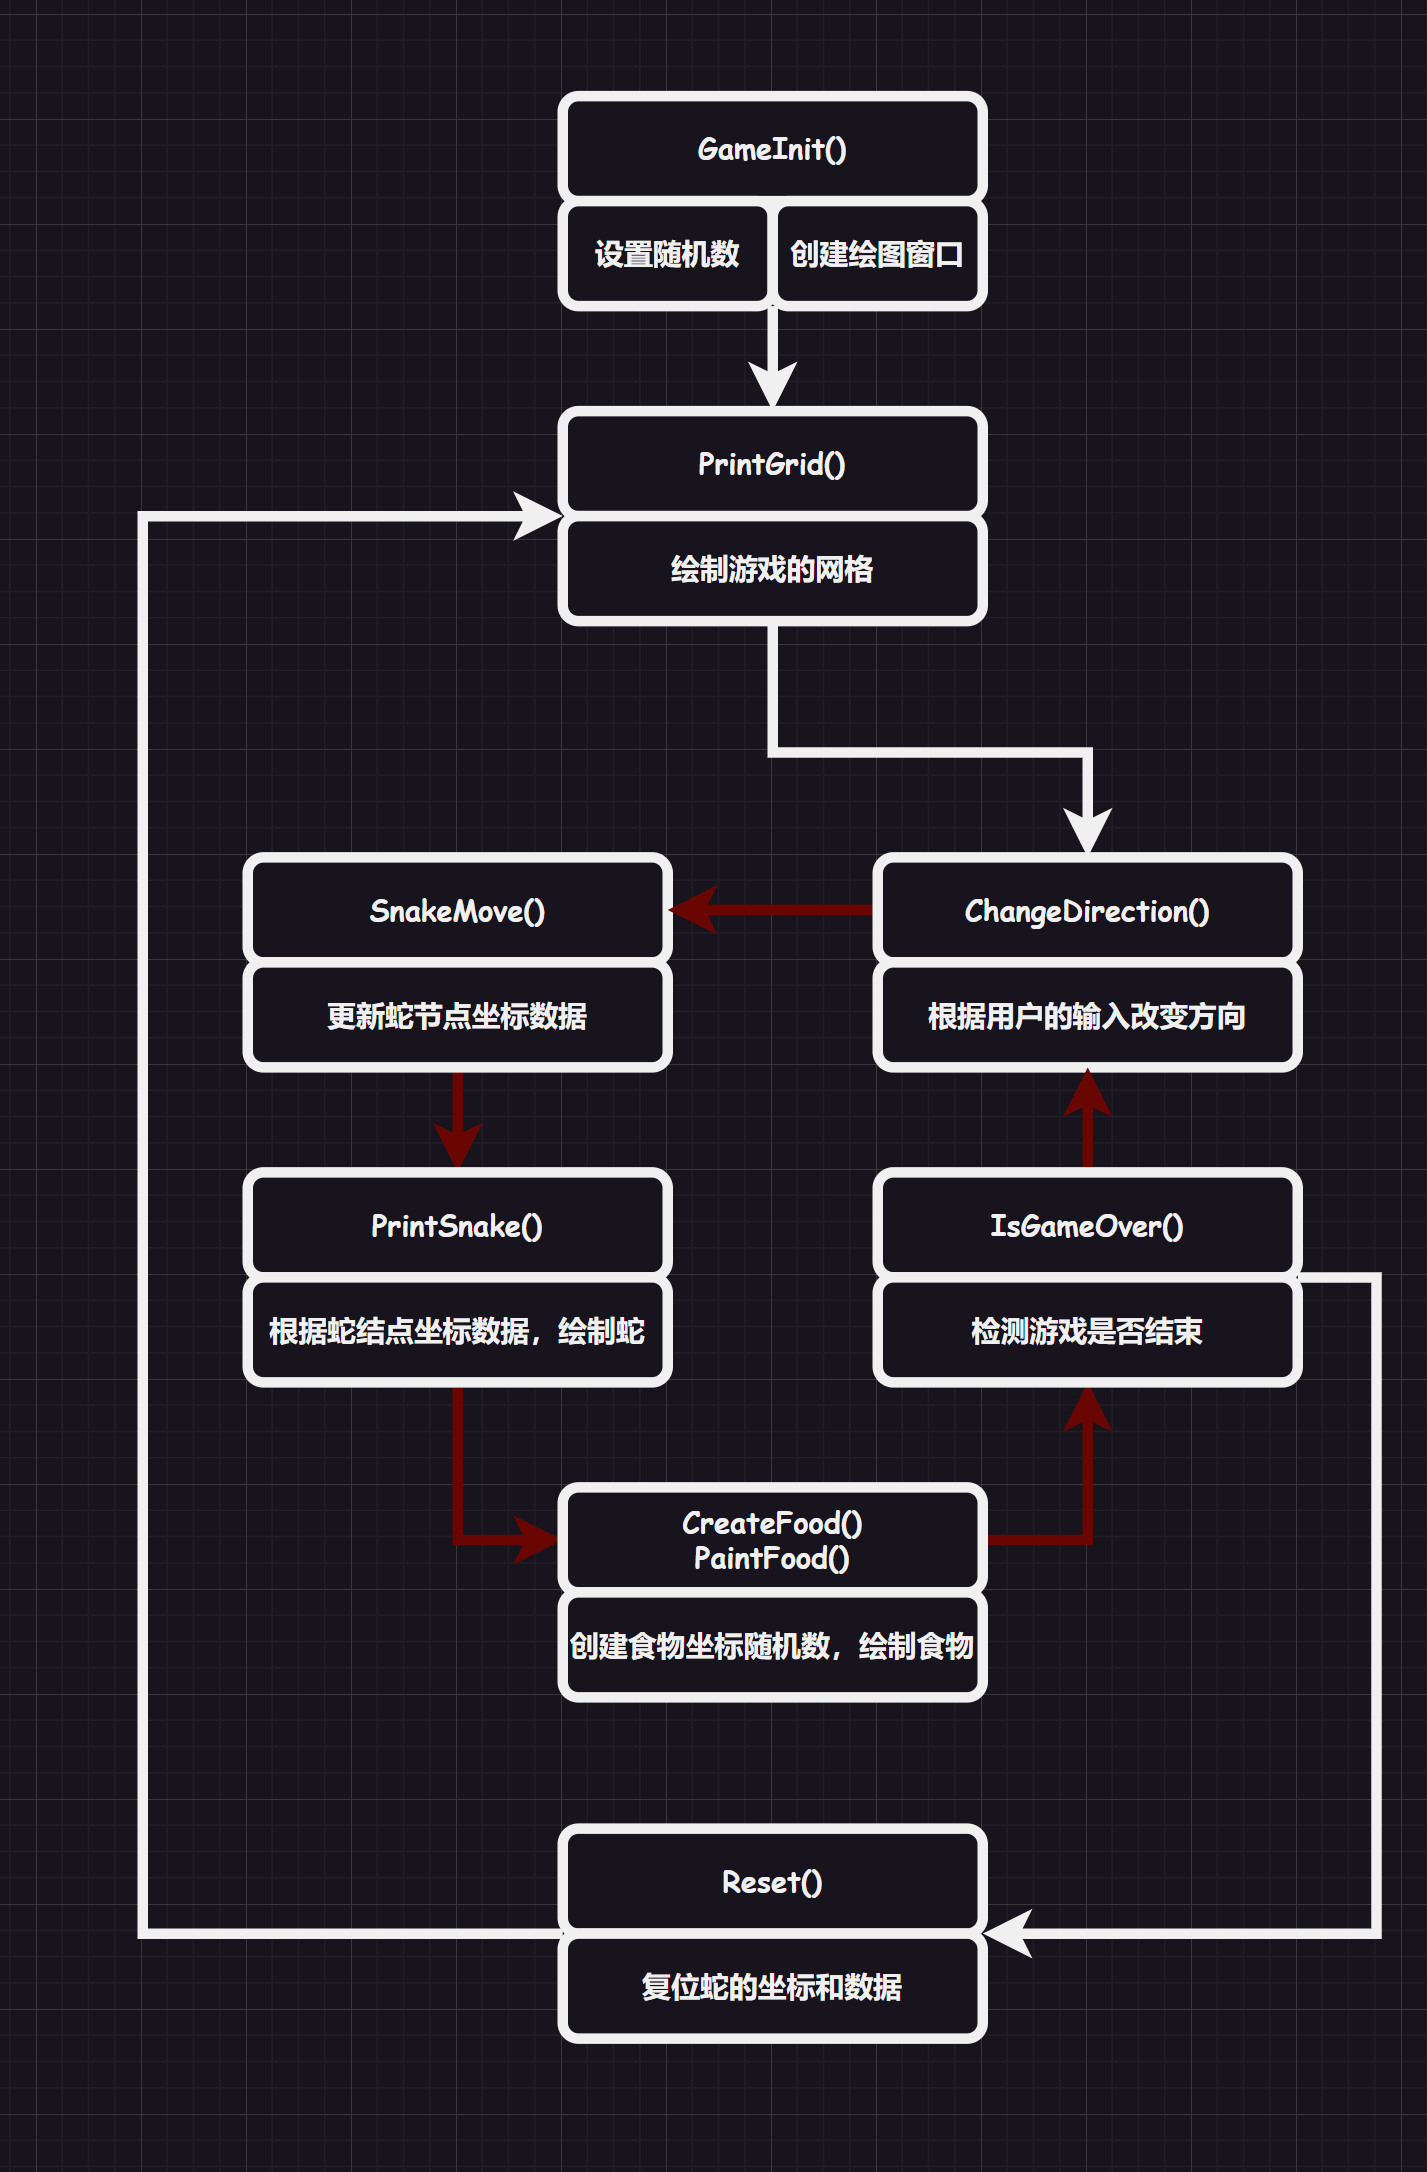 GameInit()
设置随机数
创建绘图窗口
PrintGrid()
绘制游戏的网格
SnakeMove()
ChangeDirection()
更新蛇节点坐标数据
根据用户的输入改变方向
PrintSnake()
IsGameOver()
根据蛇结点坐标数据，绘制蛇
检测游戏是否结束
CreateFood()
PaintFood()
创建食物坐标随机数，绘制食物
Reset()
复位蛇的坐标和数据